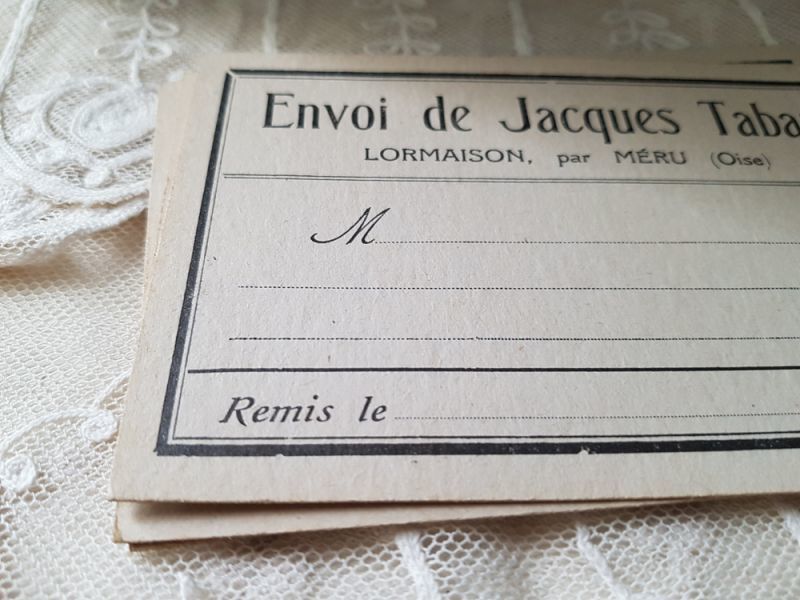 Envoi de Jacques Taba
LORMAISON, par MÉRU (Oise)
M
Remis le